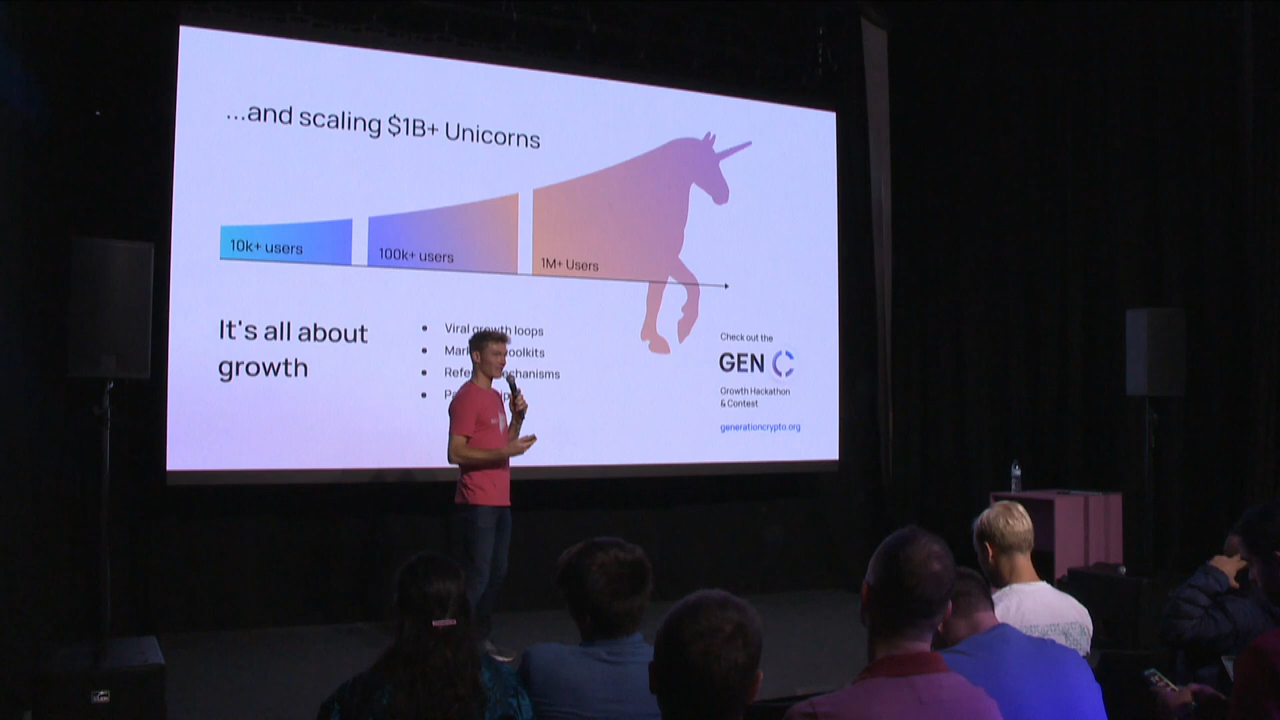 ...and scaling $1B+ Unicorns
10k+ users
100k+ users
1M+ Users
It's all about
growth
• Viral growth loops
•
•
•
Check out the
GEN
Growth Hackathon
& Contest
generationcrypto.org